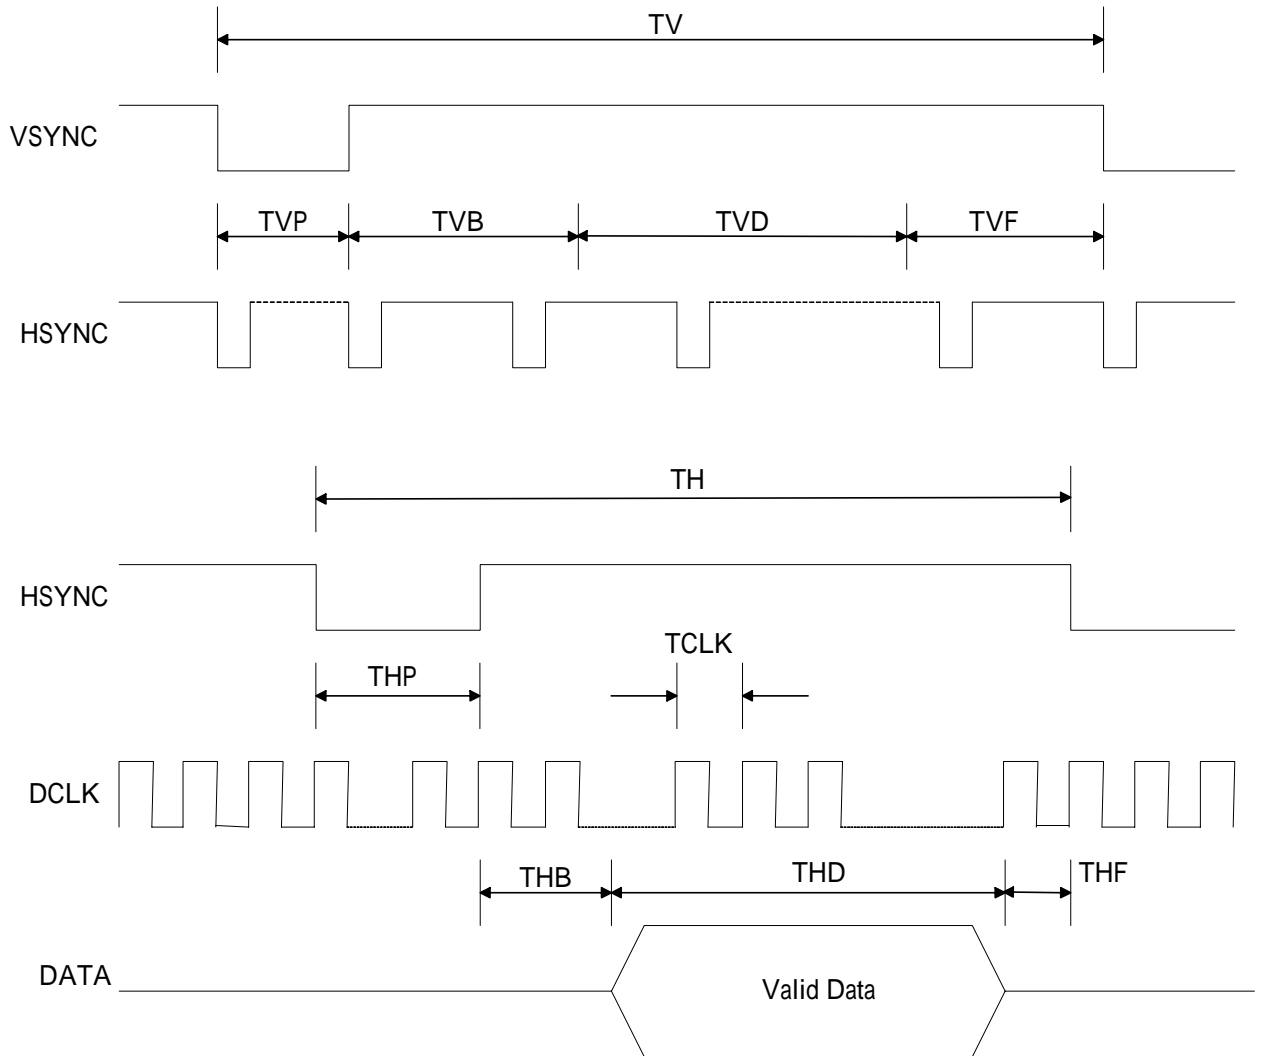 TV
VSYNC
TVP TVB TVD TVF
HSYNC
TH
HSYNC
TCLK
THP
DCLK
THB THD THF
DATA
Valid Data